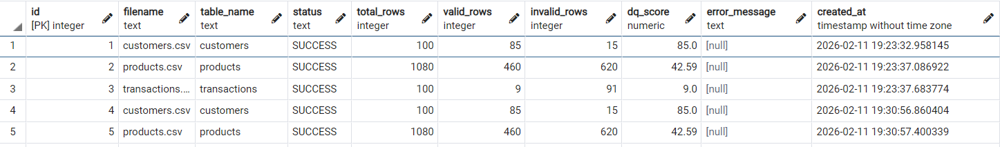 id filename table_name status total_rows valid_rows invalid_rows dq_score error_message created_at
[PK] integer text text text integer integer integer numeric text timestamp without time zone
1 1 customers.csv customers SUCCESS 100 85 15 85.0 [null] 2026-02-11 19:23:32.958145
2 2 products.csv products SUCCESS 1080 460 620 42.59 [null] 2026-02-11 19:23:37.086922
3 3 transactions.... transactions SUCCESS 100 9 91 9.0 [null] 2026-02-11 19:23:37.683774
4 4 customers.csv customers SUCCESS 100 85 15 85.0 [null] 2026-02-11 19:30:56.860404
5 5 products.csv products SUCCESS 1080 460 620 42.59 [null] 2026-02-11 19:30:57.400339